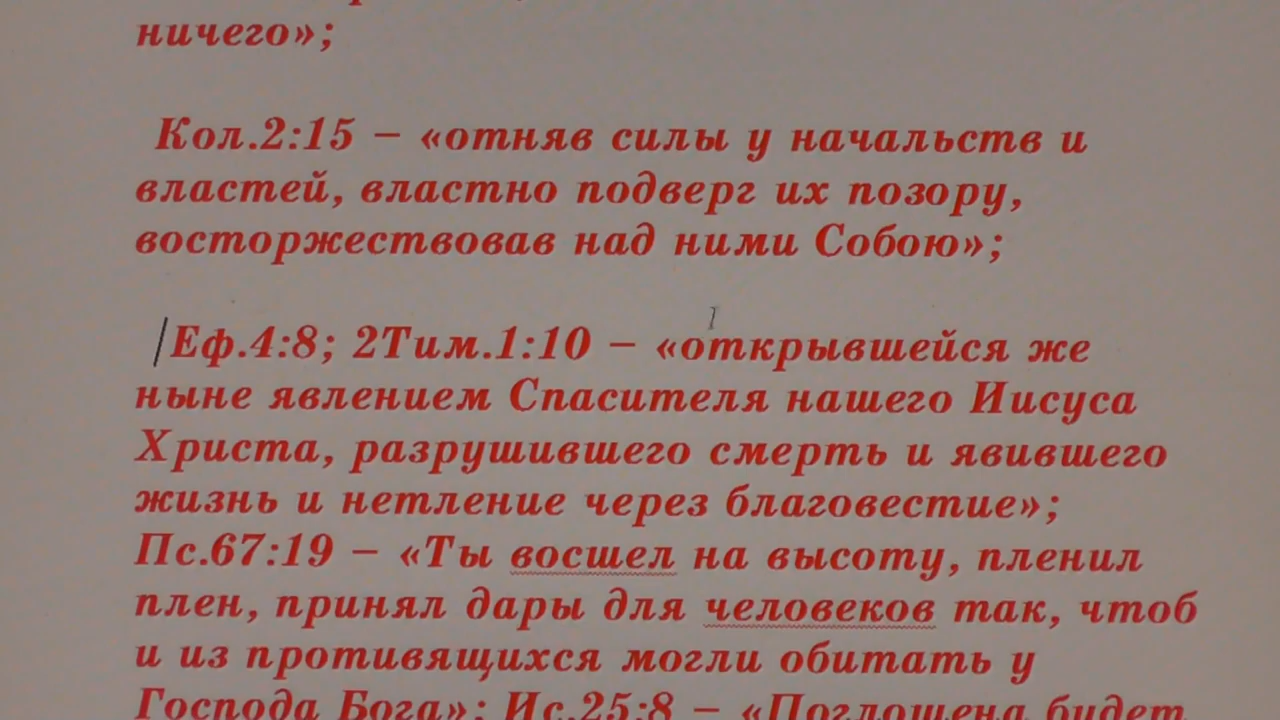 ничего»;
Кол.2:15 – «отняв силы у начальств и
властей, властно подверг их позору,
восторжествовав над ними Собою»;
Еф.4:8; 2Тим.1:10 – «открывшейся же
ныне явлением Спасителя нашего Иисуса
Христа, разрушившего смерть и явившего
жизнь и нетление через благовестие»;
Пс.67:19 – «Ты восшел на высоту, пленил
плен, принял дары для человеков так, чтоб
и из противящихся могли обитать у
Господа Бога»; Ис.25:8 – «Поглощена будет